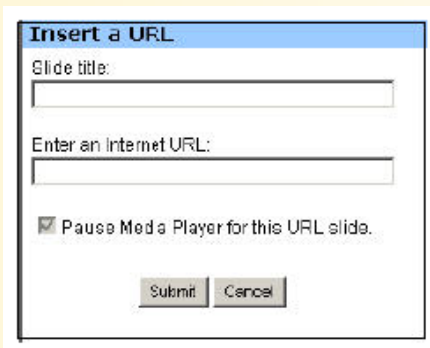 Insert a URL
Slide title:
Enter an Internet URL:
Pause Media Player for this URL slide.
Submit Cancel